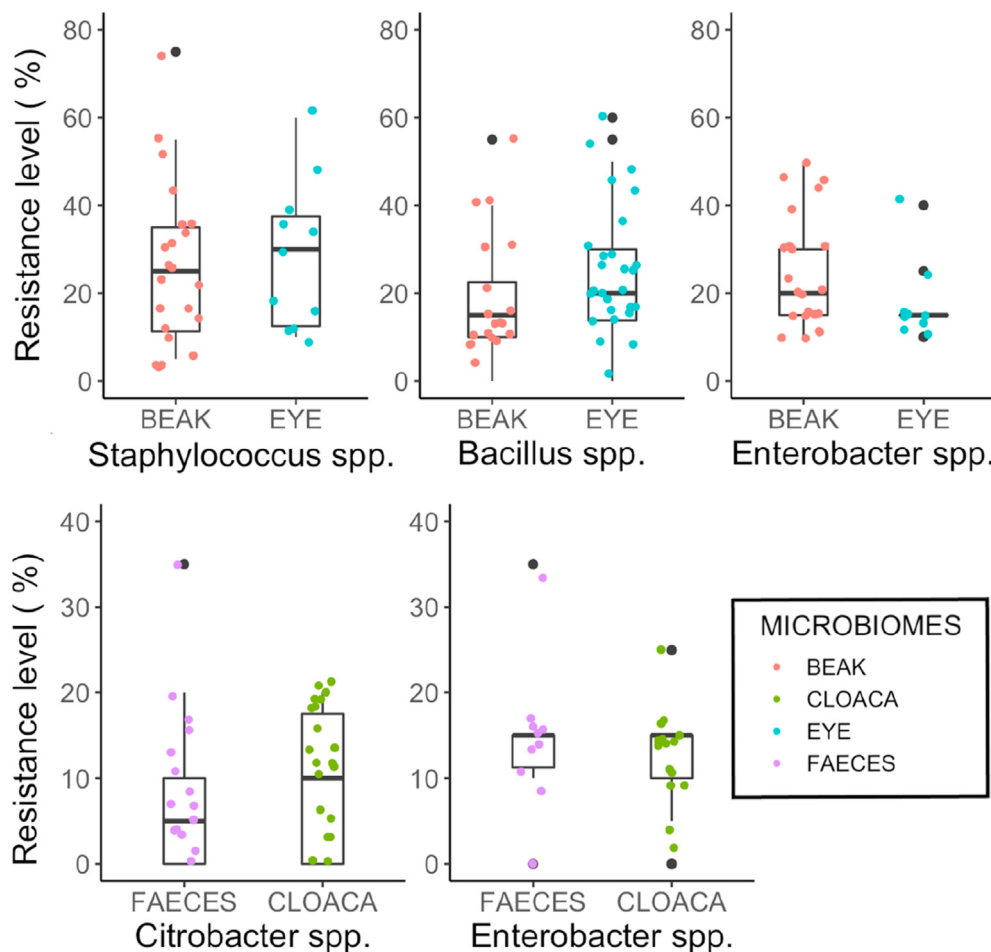 Resistance level ( %)
80
60
40
20
0
BEAK EYE
Staphylococcus spp.
80
60
40
20
0
BEAK EYE
Bacillus spp.
80
60
40
20
0
BEAK EYE
Enterobacter spp.
Resistance level ( %)
40
30
20
10
0
FAECES CLOACA
Citrobacter spp.
40
30
20
10
0
FAECES CLOACA
Enterobacter spp.
MICROBIOMES
BEAK
CLOACA
EYE
FAECES